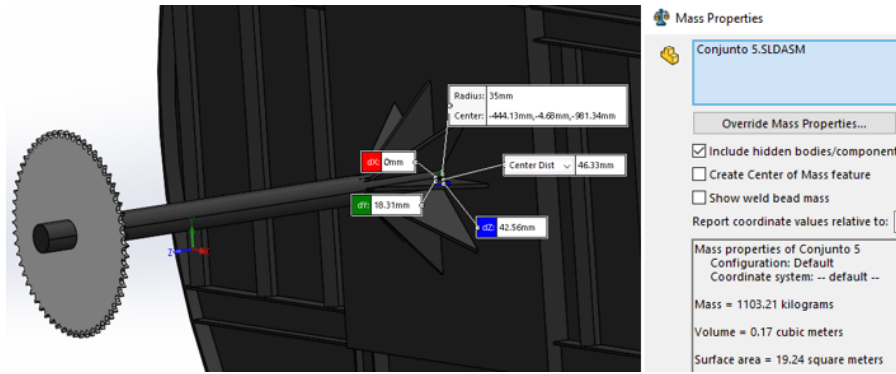 Mass Properties
Conjunto 5.SLDASM
Override Mass Properties...
Include hidden bodies/component
Create Center of Mass feature
Show weld bead mass
Report coordinate values relative to:
Mass properties of Conjunto 5
Configuration: Default
Coordinate system: -- default --
Mass = 1103.21 kilograms
Volume = 0.17 cubic meters
Surface area = 19.24 square meters
Radius: 35mm
Center: -444.13mm,-4.68mm,-981.34mm
dX: 0mm
Center Dist 46.33mm
dY: 18.31mm
dZ: 42.56mm
Y
Z